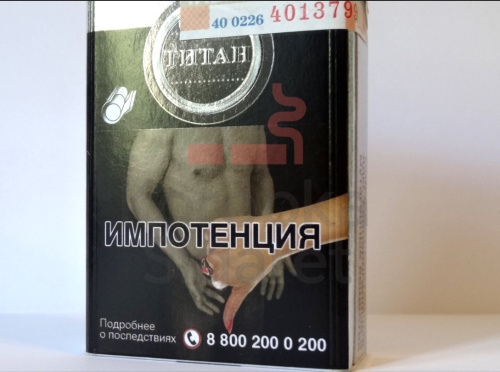 40 0226 401379
ТИТАН
ИМПОТЕНЦИЯ
Подробнее
о последствиях 8 800 200 0 200